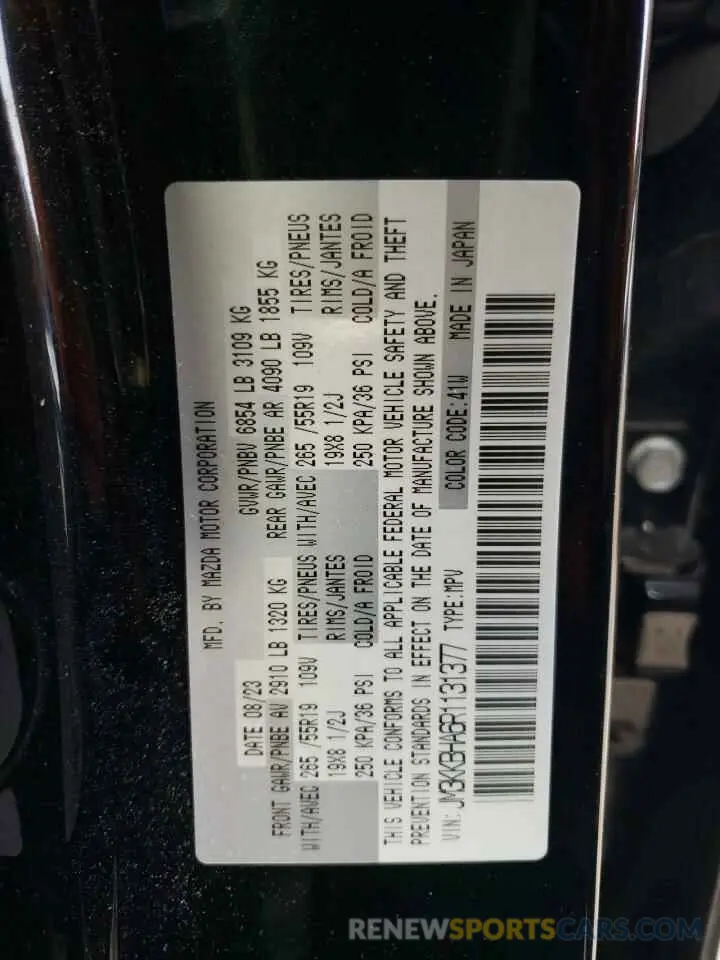 MFD. BY MAZDA MOTOR CORPORATION
DATE 08/23 GVWR/PNBV 6854 LB 3109 KG
FRONT GAWR/PNBE AV 2910 LB 1320 KG REAR GAWR/PNBE AR 4090 LB 1855 KG
WITH/AVEC 265 /55R19 109V TIRES/PNEUS WITH/AVEC 265 /55R19 109V TIRES/PNEUS
19X8 1/2J RIMS/JANTES 19X8 1/2J RIMS/JANTES
250 KPA/36 PSI COLD/A FROID 250 KPA/36 PSI COLD/A FROID
THIS VEHICLE CONFORMS TO ALL APPLICABLE FEDERAL MOTOR VEHICLE SAFETY AND THEFT
PREVENTION STANDARDS IN EFFECT ON THE DATE OF MANUFACTURE SHOWN ABOVE.
VIN: JM3KKBHA6R1131377 TYPE:MPV COLOR CODE:41W MADE IN JAPAN
RENEWSPORTSCARS.COM